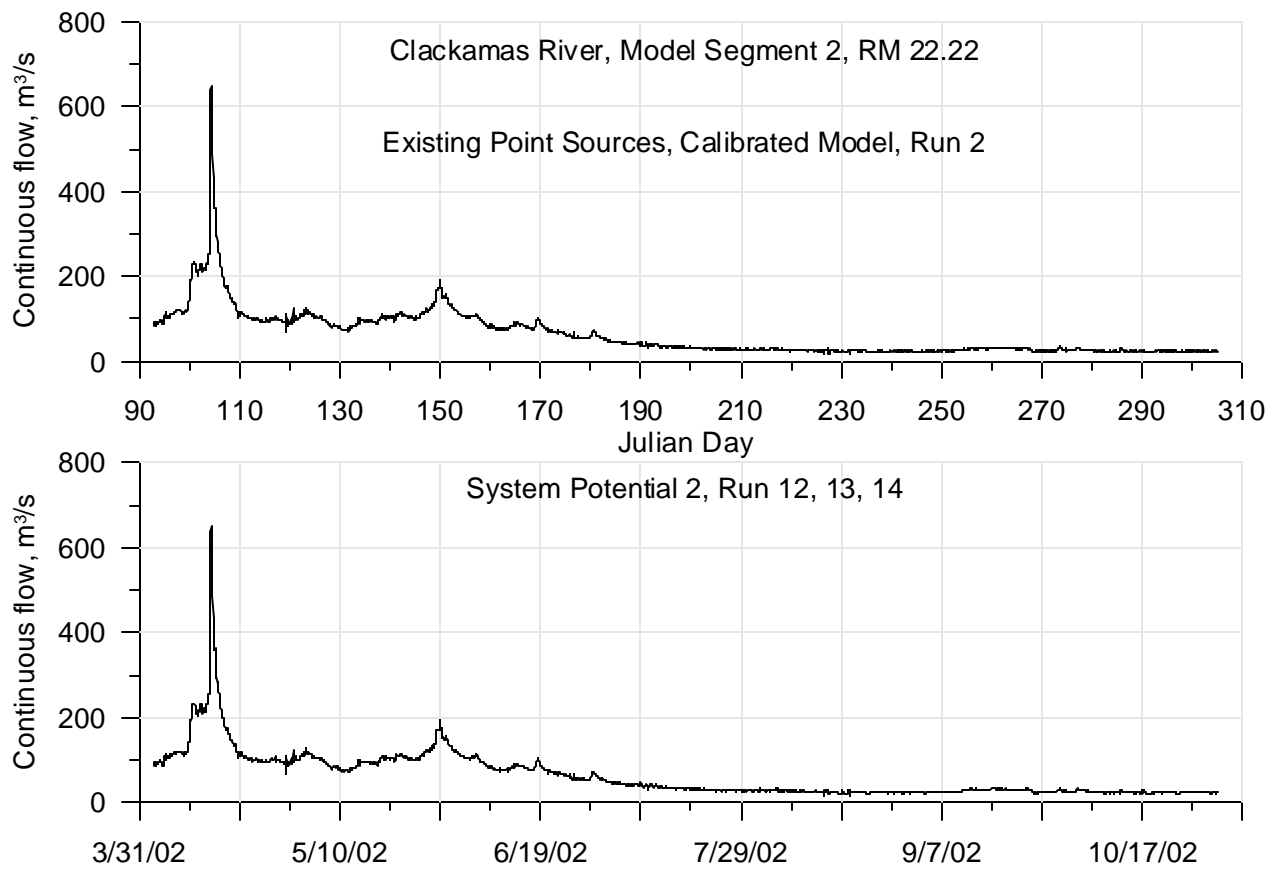 800
Clackamas River, Model Segment 2, RM 22.22
600
Existing Point Sources, Calibrated Model, Run 2
400
200
0
Continuous flow, m³/s
90 110 130 150 170 190 210 230 250 270 290 310
Julian Day
800
System Potential 2, Run 12, 13, 14
600
400
200
0
Continuous flow, m³/s
3/31/02 5/10/02 6/19/02 7/29/02 9/7/02 10/17/02